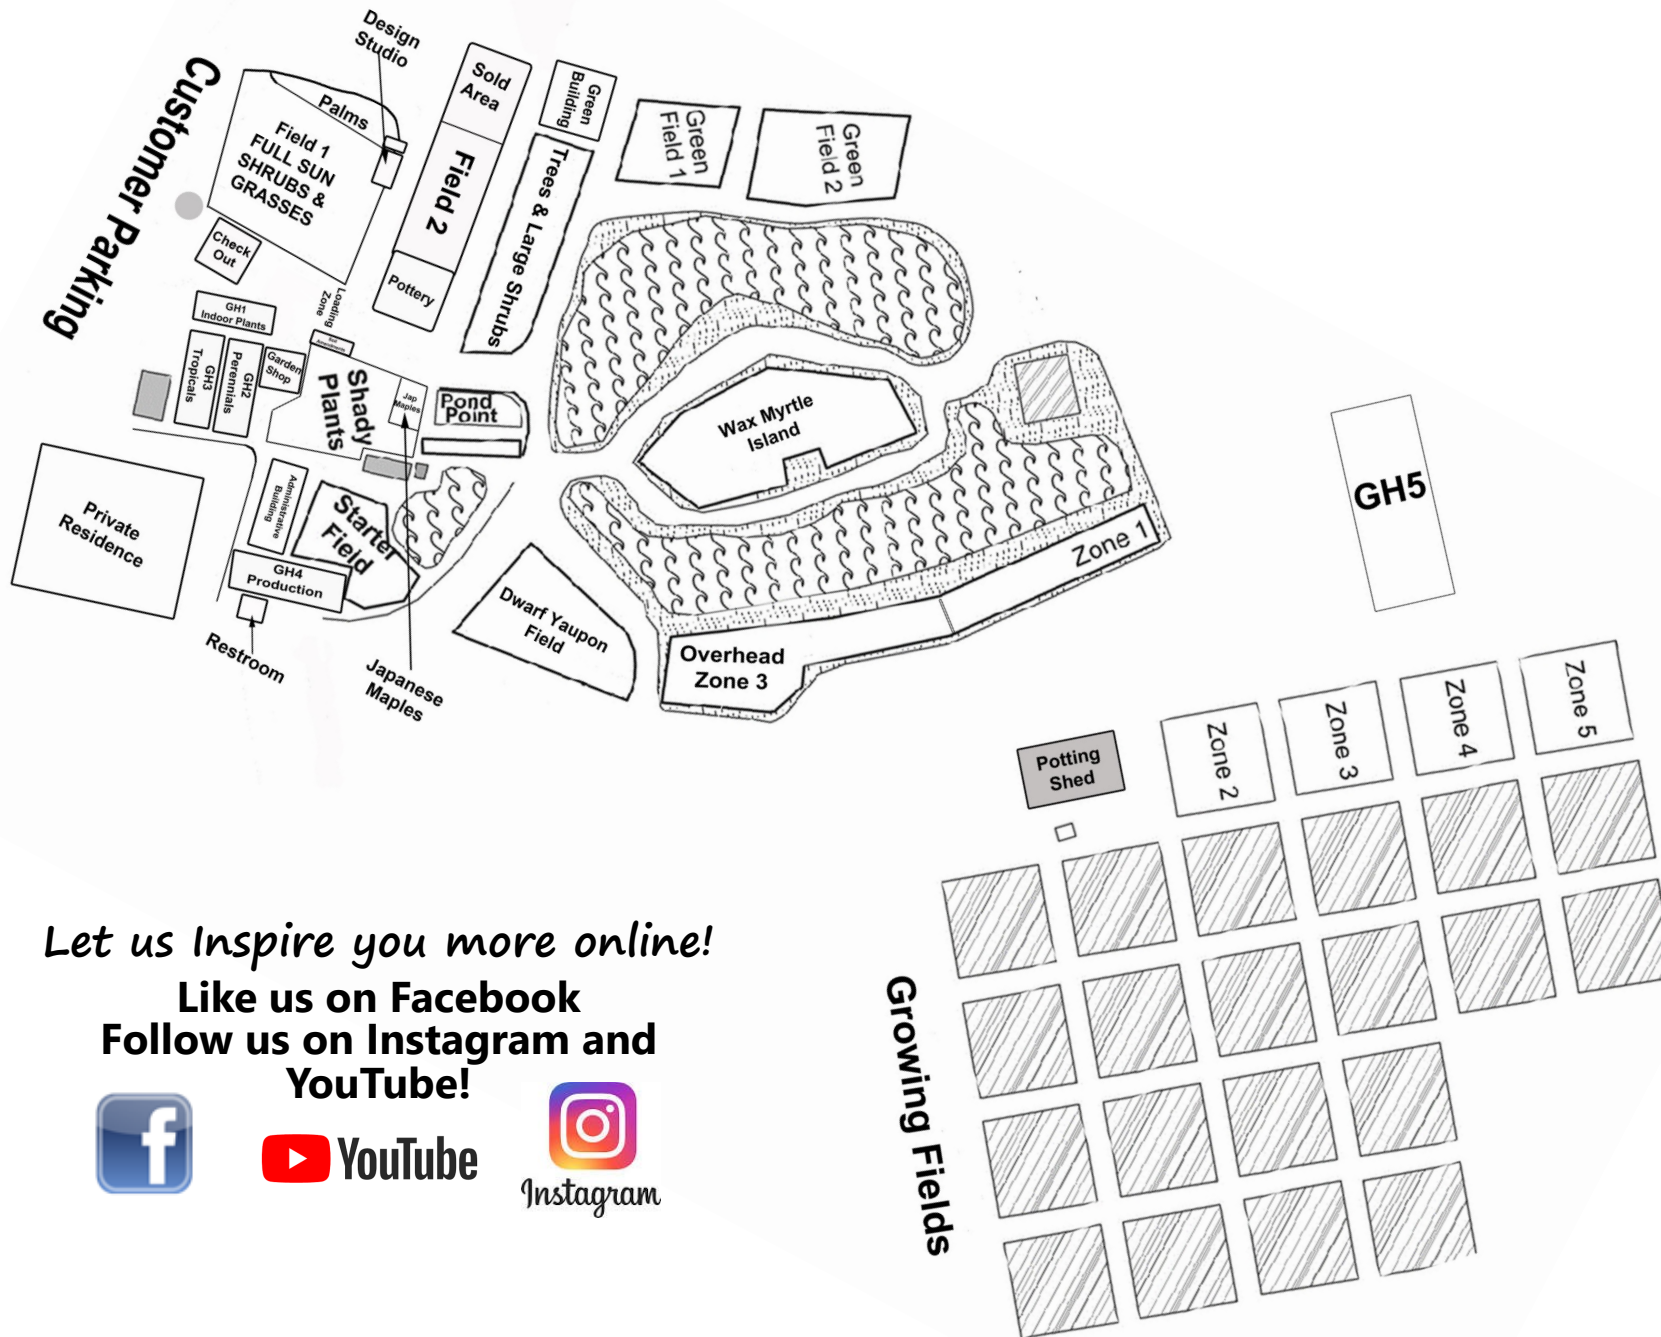 Design
Studio
Customer Parking
Palms
Field 1
FULL SUN
SHRUBS &
GRASSES
Check
Out
Sold
Area
Field 2
Pottery
Green
Building
Trees & Large Shrubs
Green
Field 1
Green
Field 2
Loading
Zone
GH1
Indoor Plants
GH3
Tropicals
GH2
Perennials
Garden
Shop
Soil
Amendments
Shady
Plants
Jap
Maples
Pond
Point
Wax Myrtle
Island
GH5
Private
Residence
Administrative
Building
Starter
Field
GH4
Production
Restroom
Japanese
Maples
Dwarf Yaupon
Field
Zone 1
Overhead
Zone 3
Potting
Shed
Zone 2
Zone 3
Zone 4
Zone 5
Growing Fields
Let us Inspire you more online!
Like us on Facebook
Follow us on Instagram and
YouTube!
f
YouTube
Instagram